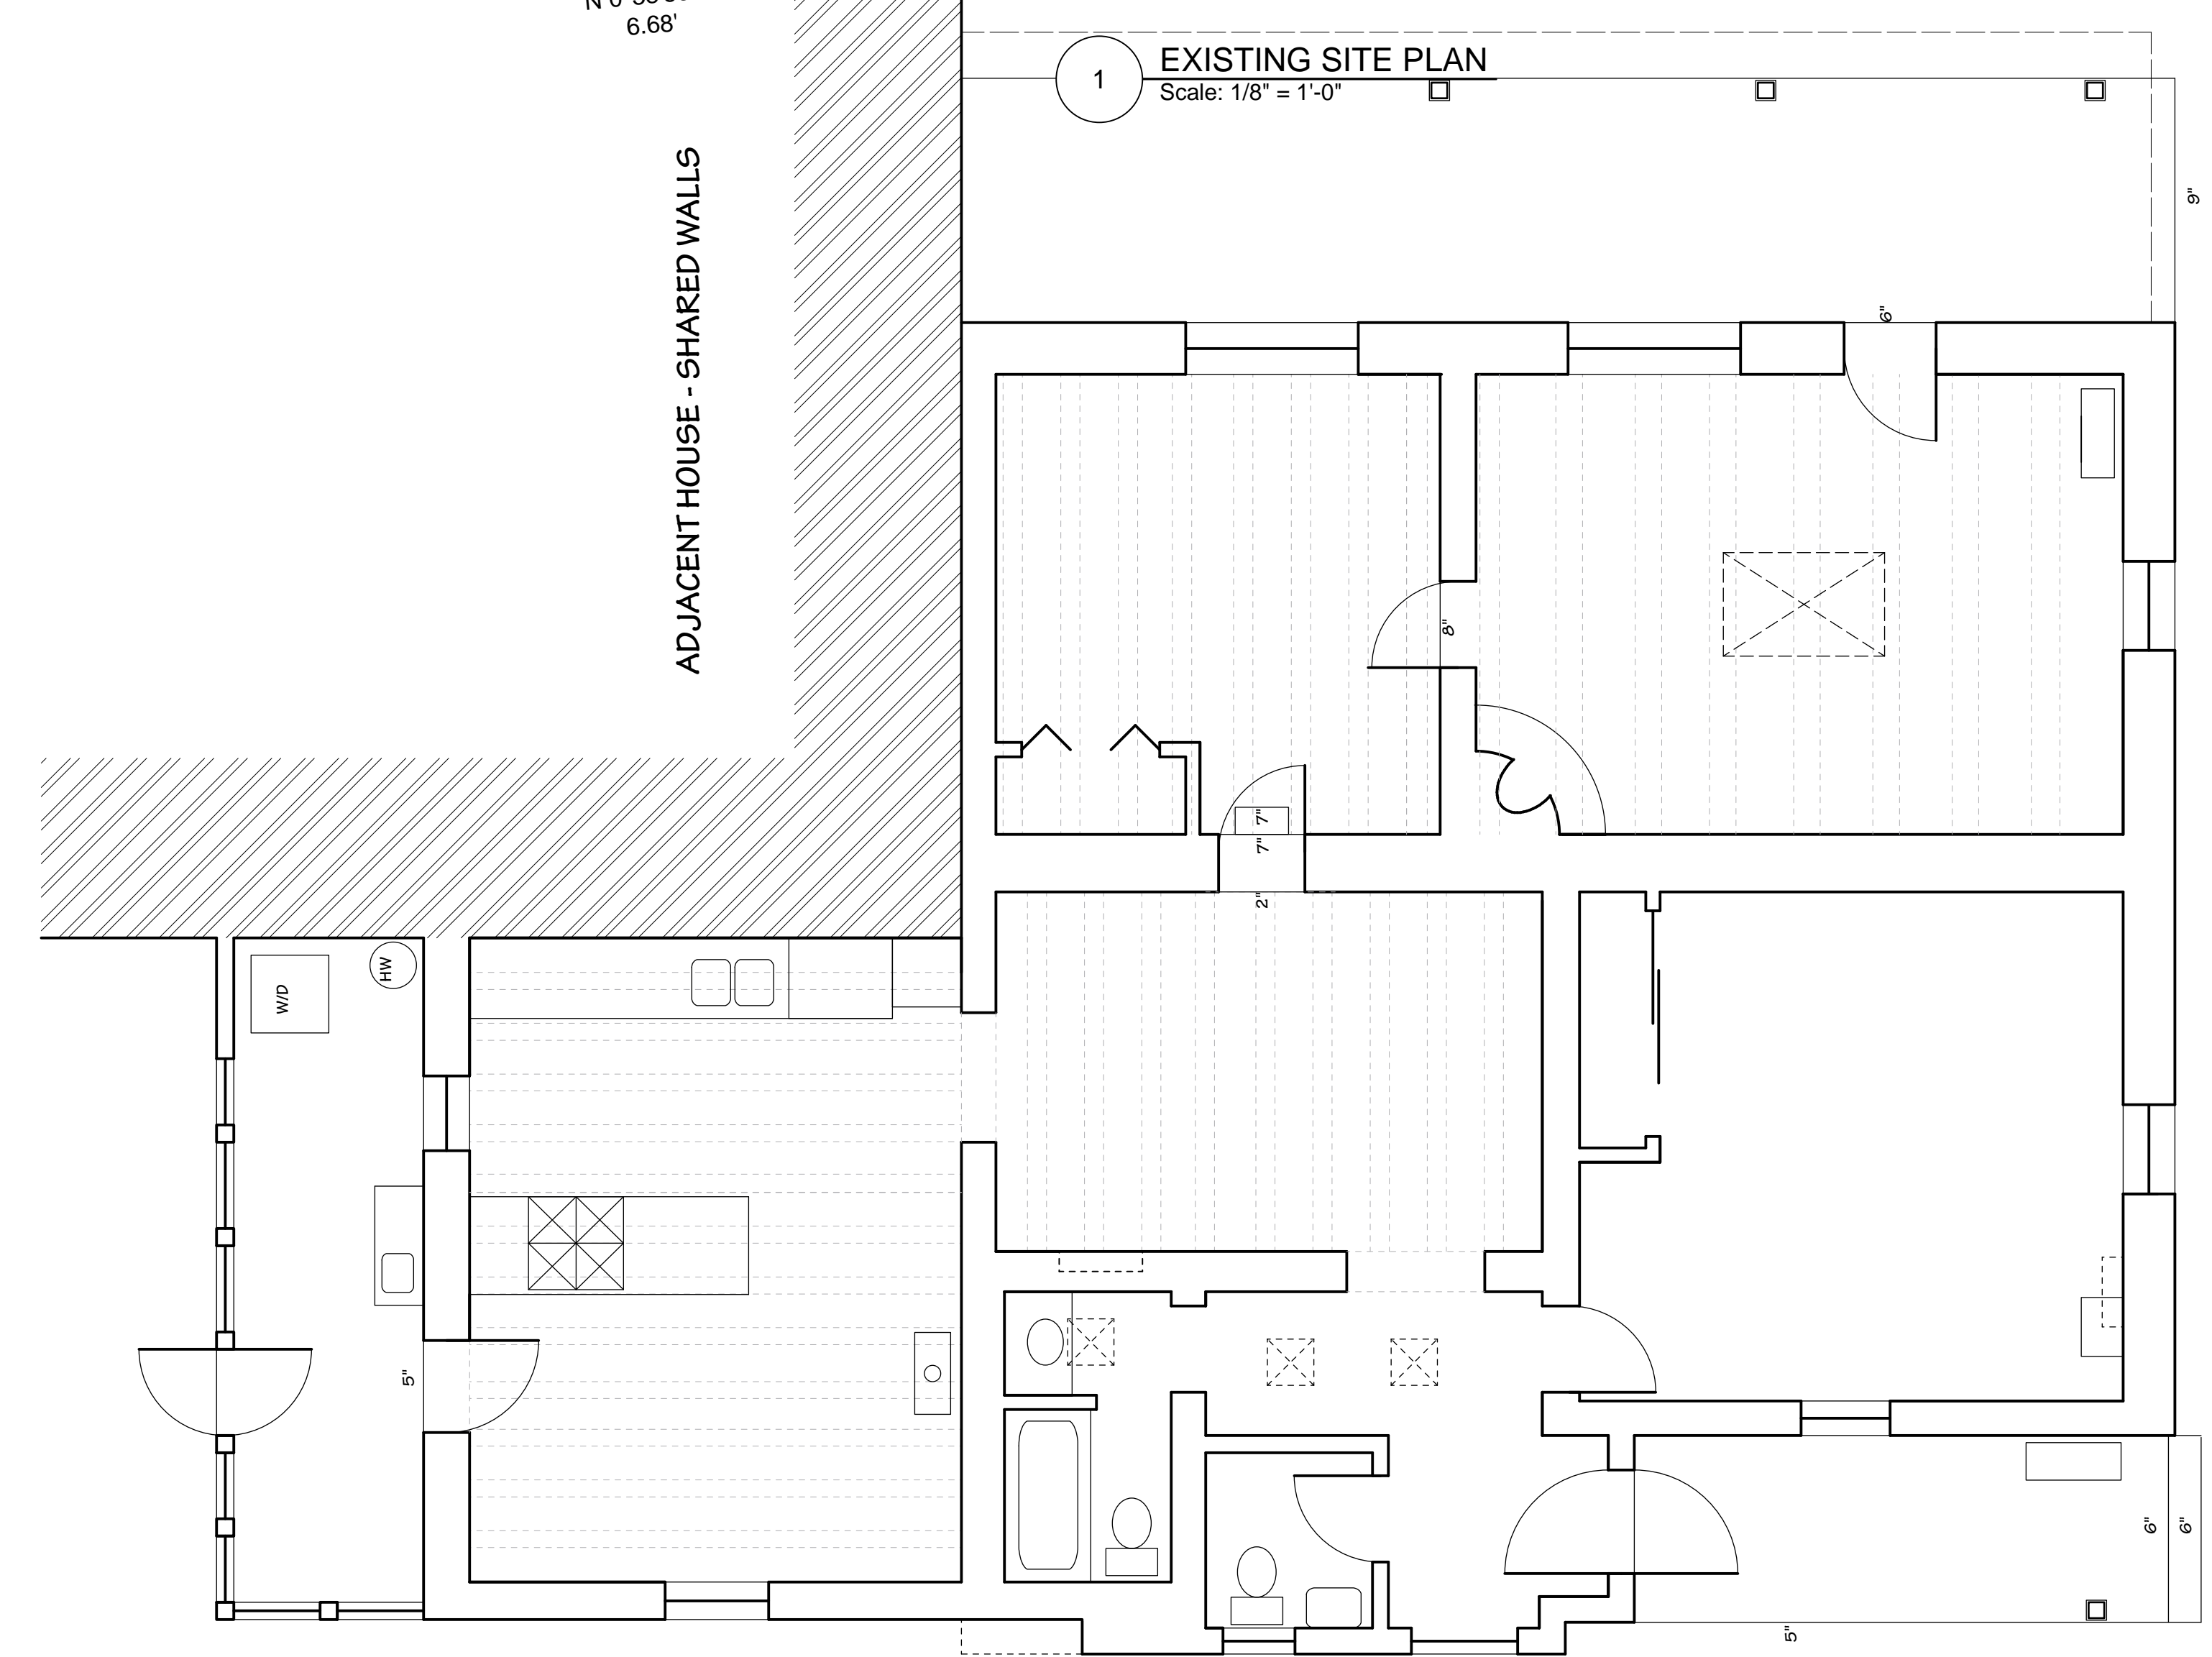 6.68'
1
EXISTING SITE PLAN
Scale: 1/8" = 1'-0"
9"
ADJACENT HOUSE - SHARED WALLS
6"
8"
7"
7"
2"
W/D
HW
5"
6"
6"
5"